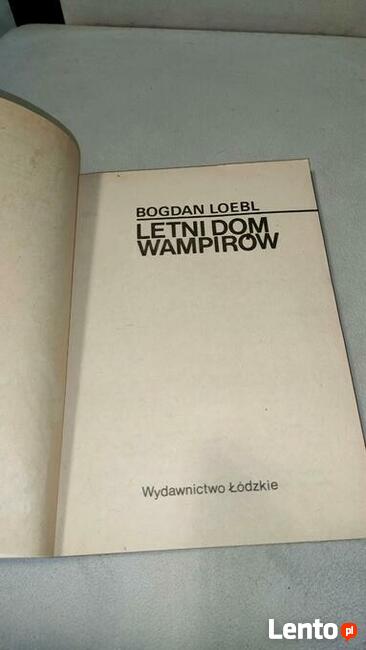 BOGDAN LOEBL
LETNI DOM
WAMPIRÓW
Wydawnictwo Łódzkie
Lento pl